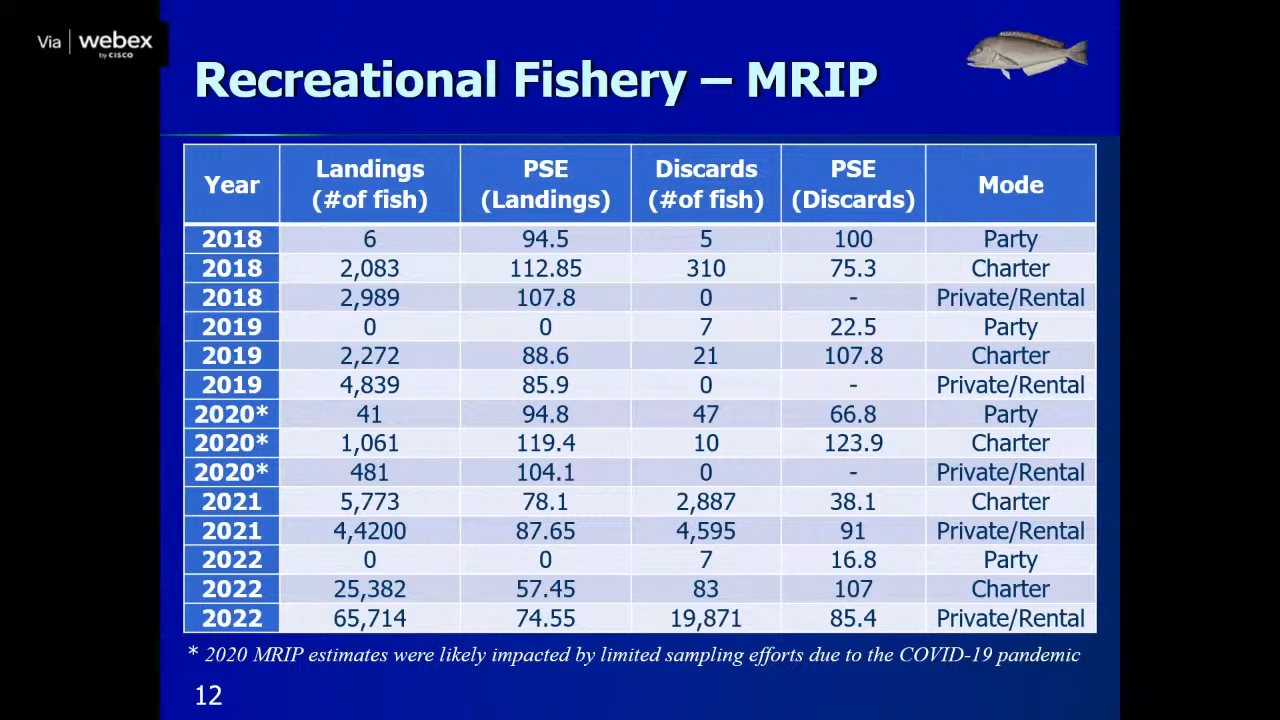 Via webex
by CISCO
Recreational Fishery – MRIP
Year Landings (#of fish) PSE (Landings) Discards (#of fish) PSE (Discards) Mode
2018 6 94.5 5 100 Party
2018 2,083 112.85 310 75.3 Charter
2018 2,989 107.8 0 - Private/Rental
2019 0 0 7 22.5 Party
2019 2,272 88.6 21 107.8 Charter
2019 4,839 85.9 0 - Private/Rental
2020* 41 94.8 47 66.8 Party
2020* 1,061 119.4 10 123.9 Charter
2020* 481 104.1 0 - Private/Rental
2021 5,773 78.1 2,887 38.1 Charter
2021 4,4200 87.65 4,595 91 Private/Rental
2022 0 0 7 16.8 Party
2022 25,382 57.45 83 107 Charter
2022 65,714 74.55 19,871 85.4 Private/Rental
* 2020 MRIP estimates were likely impacted by limited sampling efforts due to the COVID-19 pandemic
12